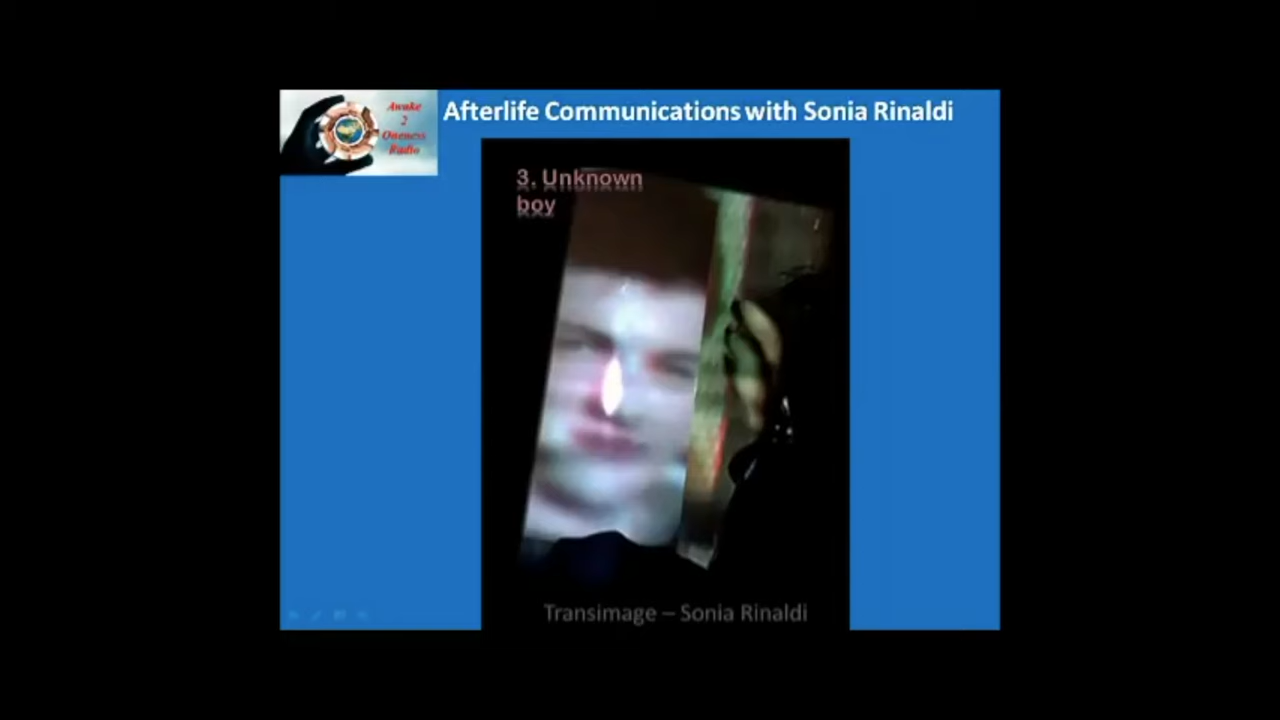 Awake
2
Oneness
Radio
Afterlife Communications with Sonia Rinaldi
3. Unknown
boy
Transimage – Sonia Rinaldi